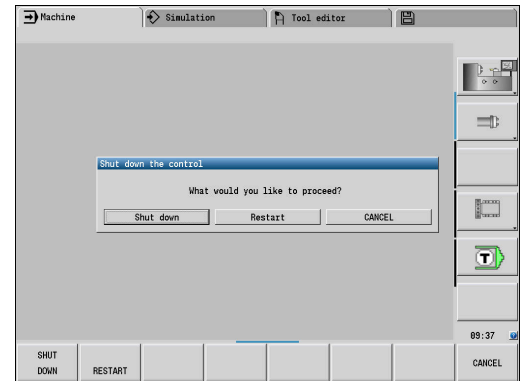 Machine
Simulation
Tool editor
Shut down the control
What would you like to proceed?
Shut down
Restart
CANCEL
T
09:37
SHUT
DOWN
RESTART
CANCEL